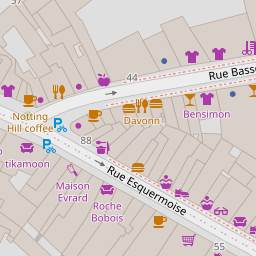 44
Rue Basse
Notting
Hill coffee
Davonn
Bensimon
P
P
88
tikamoon
Rue Esquermoise
Maison
Evrard
Roche
Bobois
55